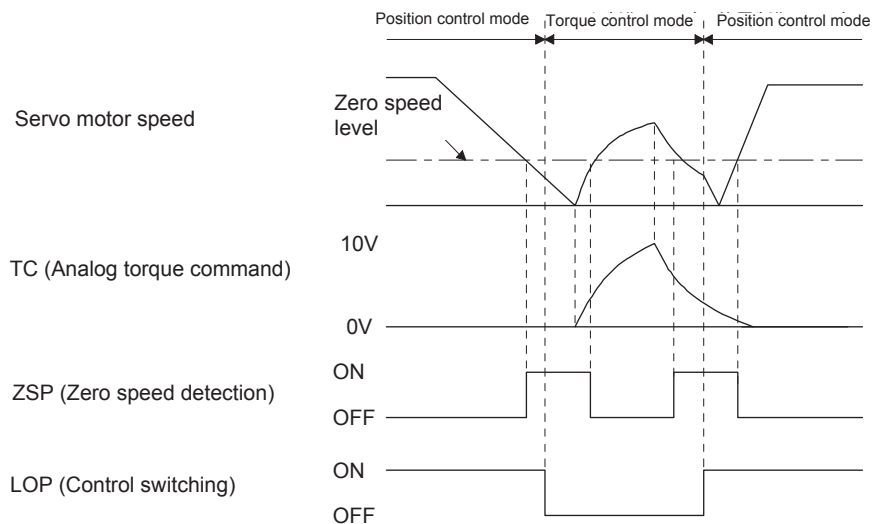 Position control mode Torque control mode Position control mode
Servo motor speed
Zero speed
level
TC (Analog torque command)
10V
0V
ZSP (Zero speed detection)
ON
OFF
LOP (Control switching)
ON
OFF